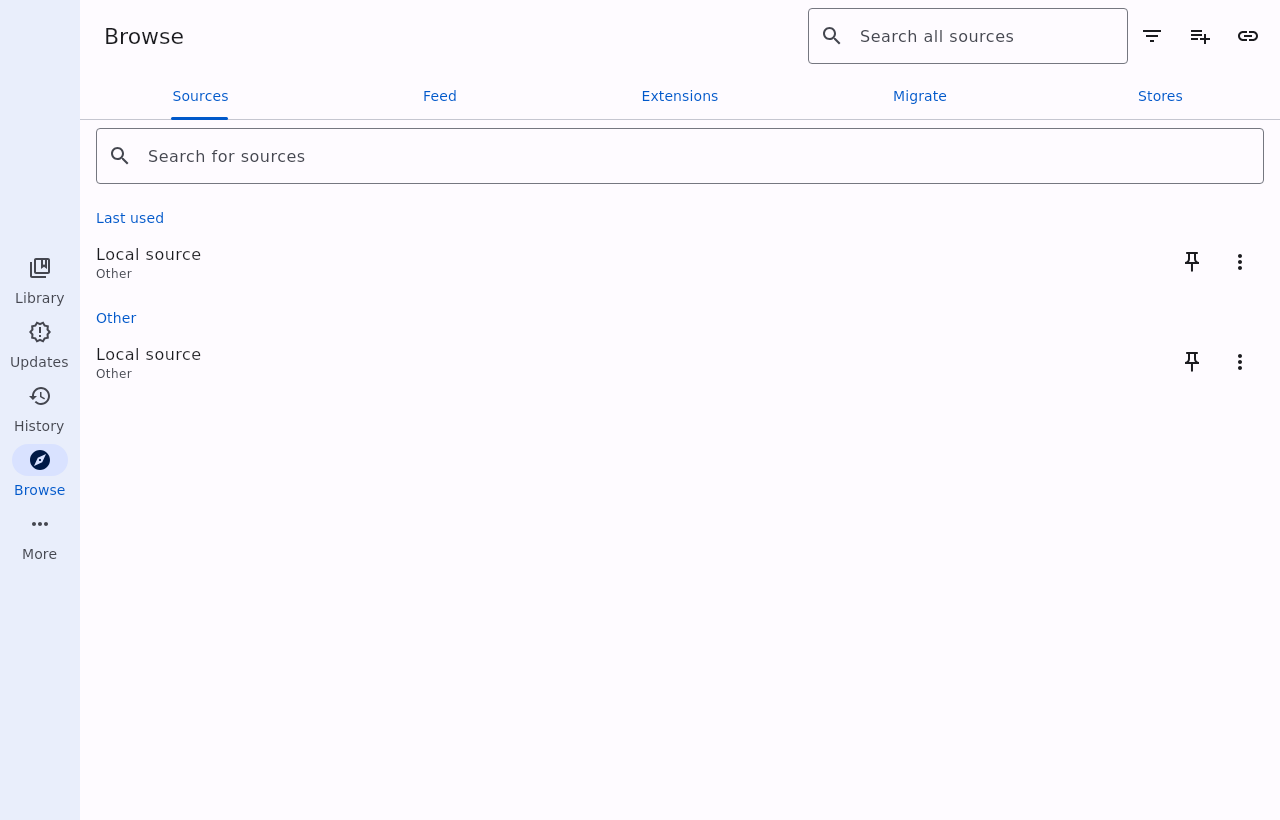 Browse
Search all sources
Sources
Feed
Extensions
Migrate
Stores
Search for sources
Last used
Local source
Other
Other
Local source
Other
Library
Updates
History
Browse
More